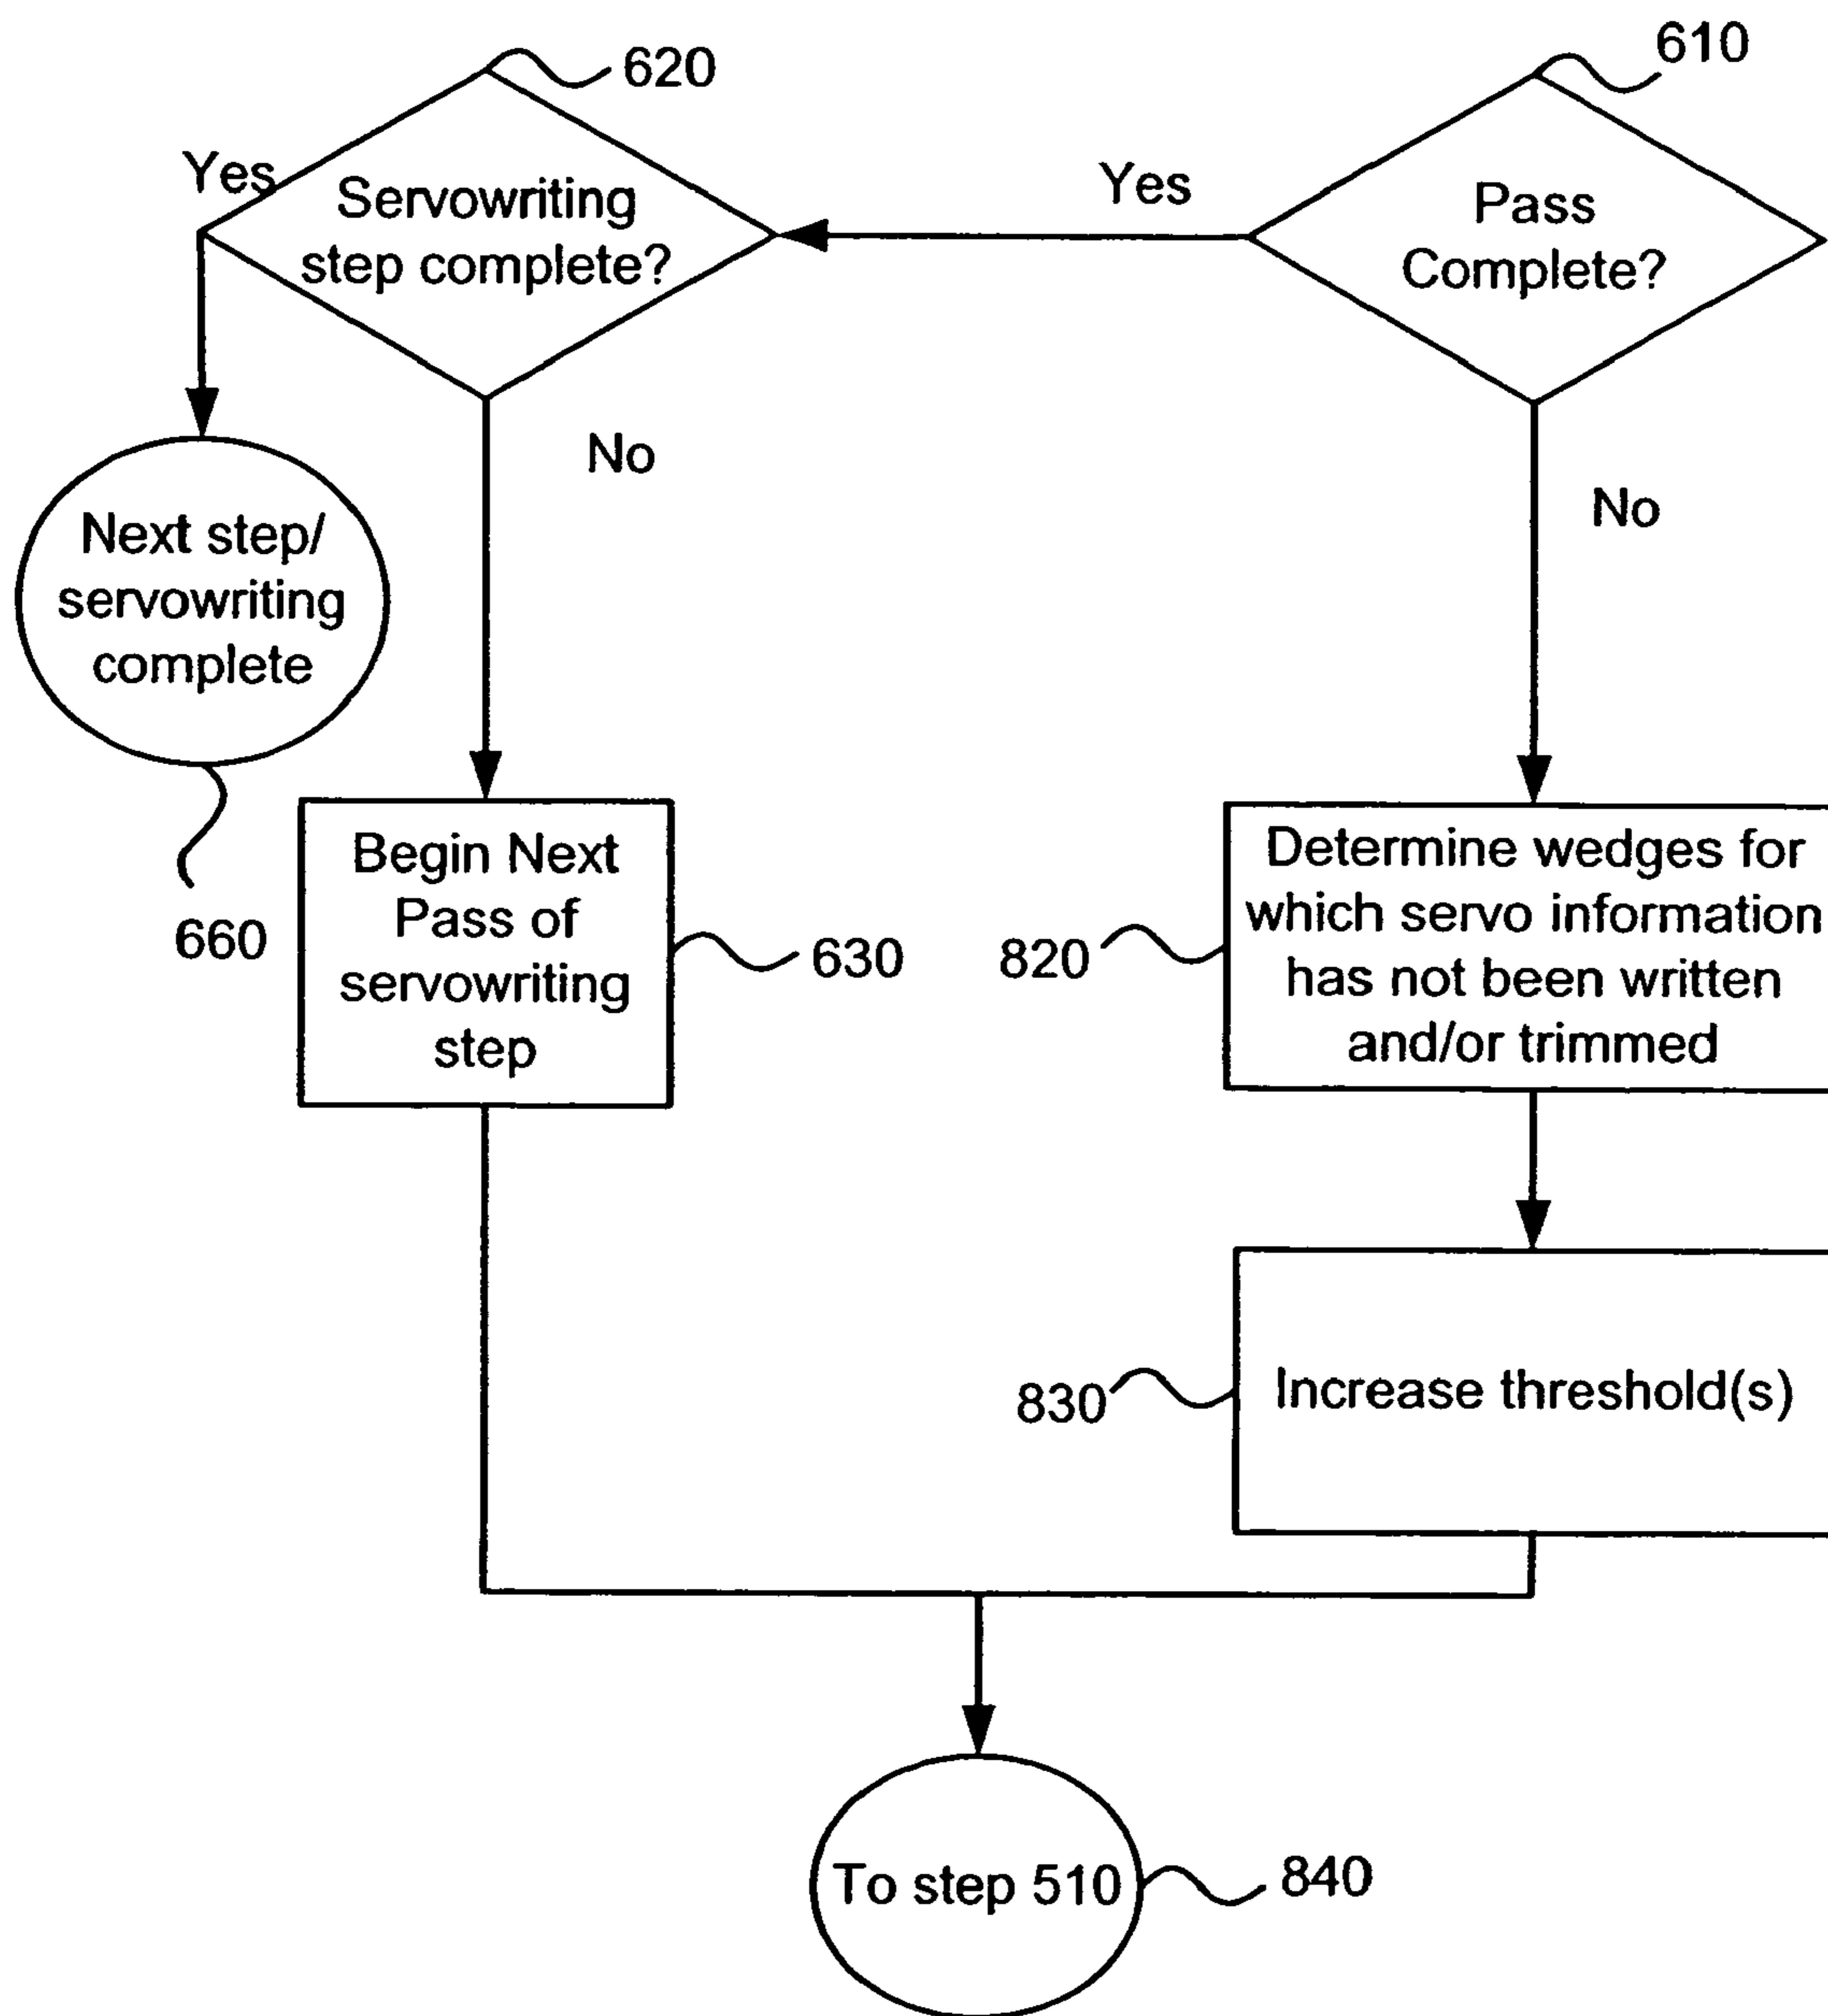 620
610
Yes
Servowriting
step complete?
Yes
Pass
Complete?
No
No
Next step/
servowriting
complete
660
Begin Next
Pass of
servowriting
step
630
820
Determine wedges for
which servo information
has not been written
and/or trimmed
830
Increase threshold(s)
To step 510
840